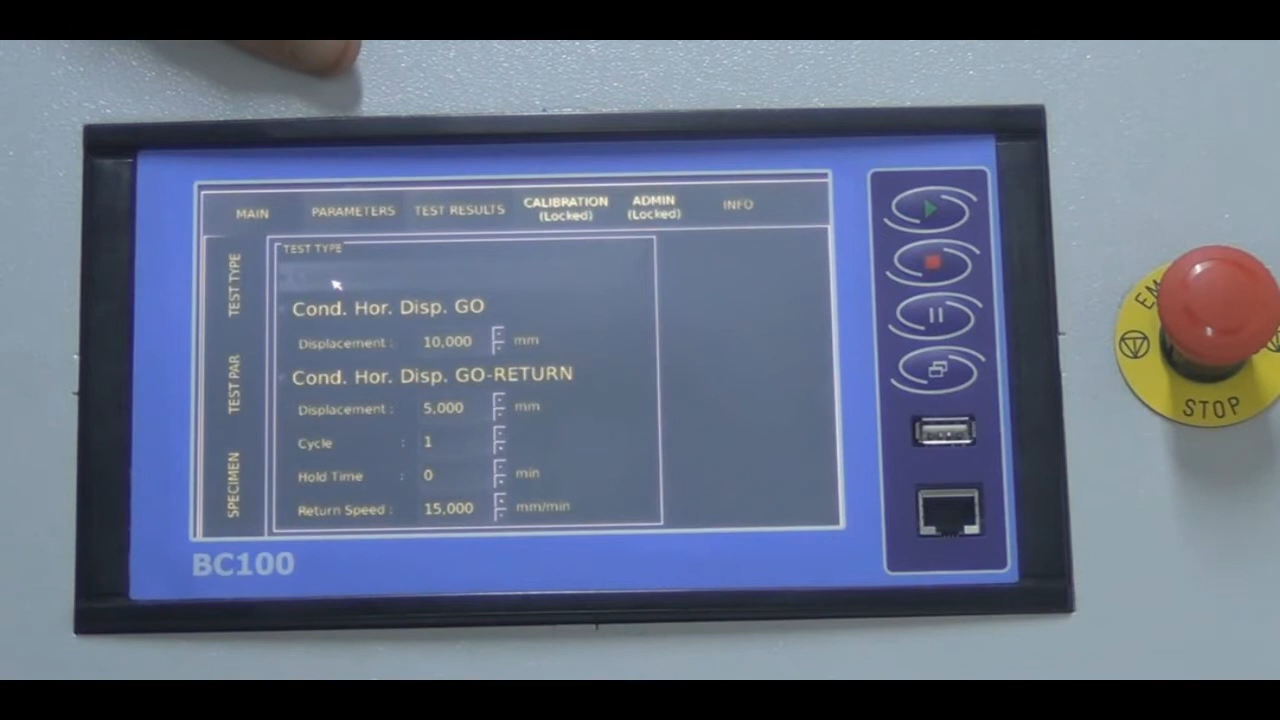 MAIN PARAMETERS TEST RESULTS CALIBRATION (Locked) ADMIN (Locked) INFO
TEST TYPE
TEST PAR
SPECIMEN
TEST TYPE
Cond. Hor. Disp. GO
Displacement : 10,000 mm
Cond. Hor. Disp. GO-RETURN
Displacement : 5,000 mm
Cycle : 1
Hold Time : 0 min
Return Speed : 15,000 mm/min
BC100
STOP